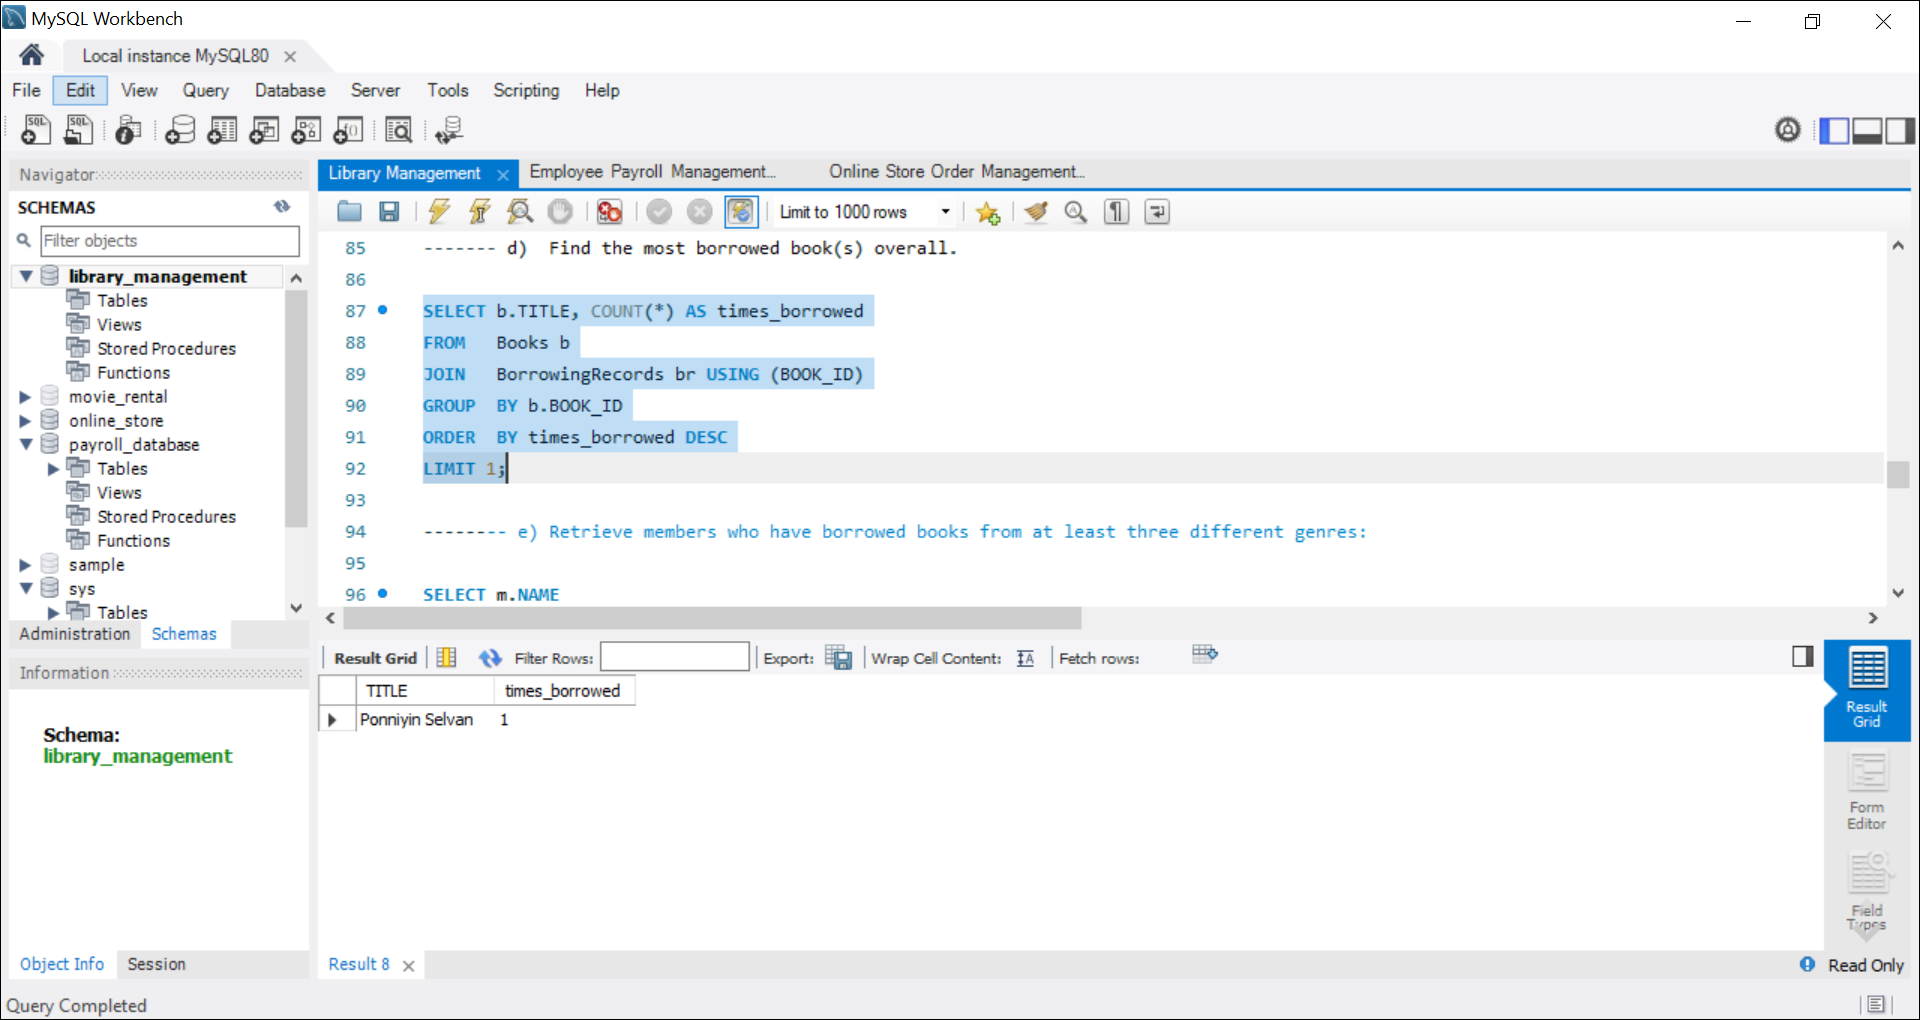 MySQL Workbench
Local instance MySQL80
File Edit View Query Database Server Tools Scripting Help
Navigator
SCHEMAS
Filter objects
library_management
Tables
Views
Stored Procedures
Functions
movie_rental
online_store
payroll_database
Tables
Views
Stored Procedures
Functions
sample
sys
Tables
Administration Schemas
Information
Schema:
library_management
Object Info Session
Query Completed
Library Management Employee Payroll Management... Online Store Order Management...
Limit to 1000 rows
85 ------- d) Find the most borrowed book(s) overall.
86
87 SELECT b.TITLE, COUNT(*) AS times_borrowed
88 FROM Books b
89 JOIN BorrowingRecords br USING (BOOK_ID)
90 GROUP BY b.BOOK_ID
91 ORDER BY times_borrowed DESC
92 LIMIT 1;
93
94 -------- e) Retrieve members who have borrowed books from at least three different genres:
95
96 SELECT m.NAME
Result Grid Filter Rows: Export: Wrap Cell Content: Fetch rows:
TITLE times_borrowed
Ponniyin Selvan 1
Result
Grid
Form
Editor
Field
Types
Result 8
Read Only